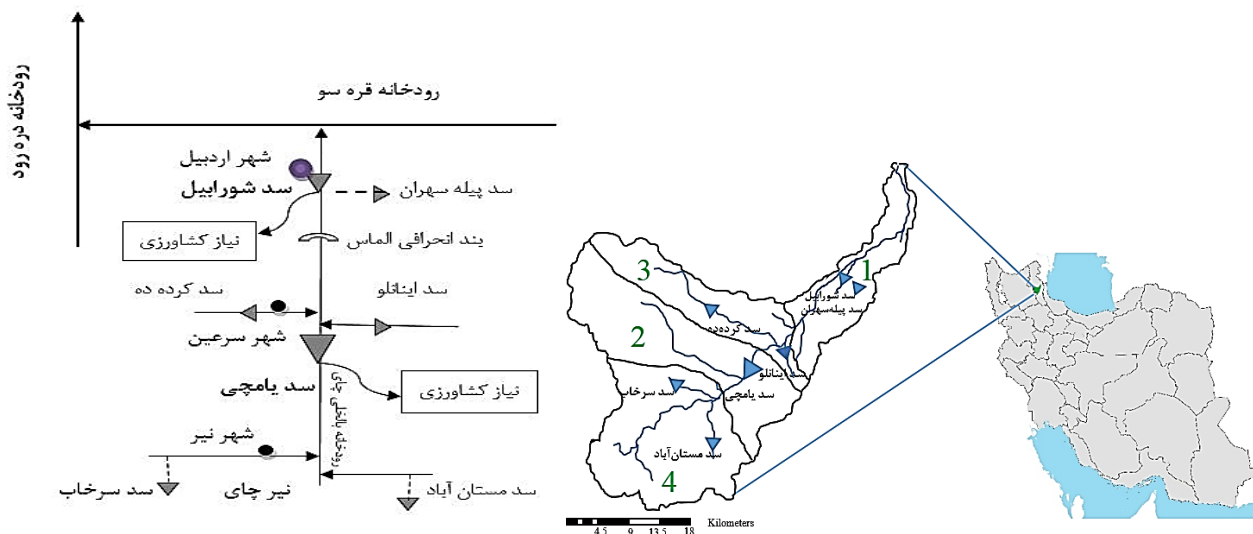 رودخانه دره رود
رودخانه قره سو
شهر اردبیل
سد شورابیل
سد پیله سهران
نیاز کشاورزی
بند انحرافی الماس
سد کرده ده
سد ایناتلو
شهر سرعین
سد یامچی
نیاز کشاورزی
رودخانه بالخلی چای
شهر نیر
سد سرخاب
نیر چای
سد مستان آباد
3
1
سد شورابیل
سد پیله‌سهران
سد کرده‌ده
2
سد ایناتلو
سد سرخاب
سد یامچی
سد مستان‌آباد
4
0 4.5 9 13.5 18 Kilometers